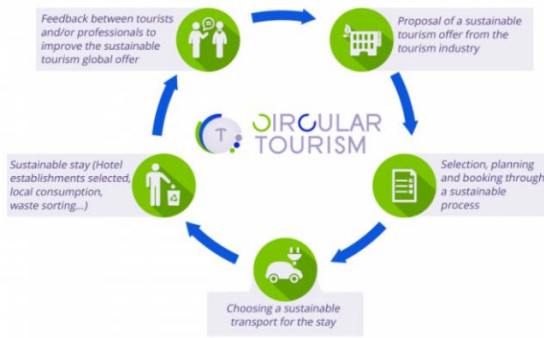 Feedback between tourists
and/or professionals to
improve the sustainable
tourism global offer
Proposal of a sustainable
tourism offer from the
tourism industry
T
CIRCULAR
TOURISM
Sustainable stay (Hotel
establishments selected,
local consumption,
waste sorting...)
Selection, planning
and booking through
a sustainable
process
Choosing a sustainable
transport for the stay